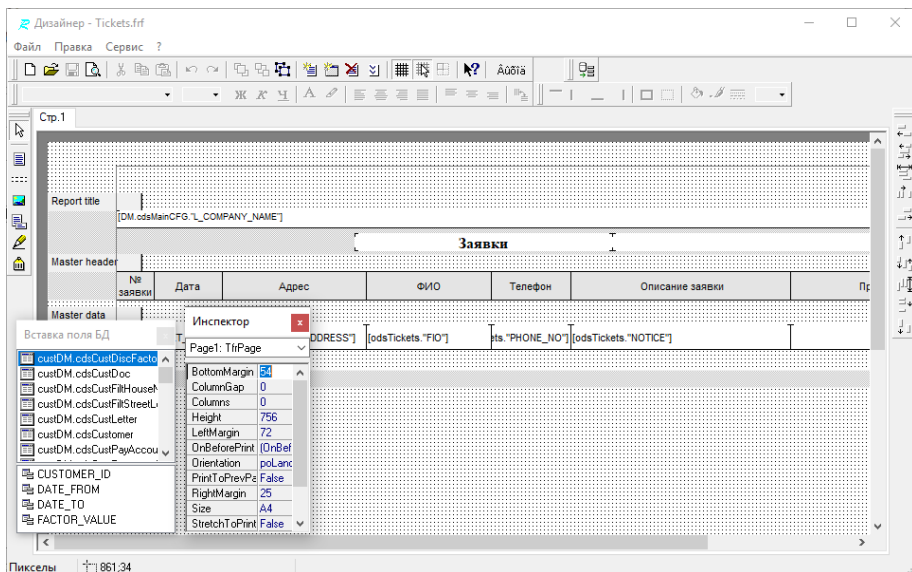 Дизайнер - Tickets.frf
Файл Правка Сервис ?
Âûõîä
Ж К Ч A
Стр.1
Report title
[DM.cdsMainCFG."L_COMPANY_NAME"]
Заявки
Master header
№ заявки Дата Адрес ФИО Телефон Описание заявки Пр
Master data
DDRESS"] [odsTickets."FIO"] ets."PHONE_NO"] [odsTickets."NOTICE"]
Вставка поля БД
custDM.cdsCustDiscFacto
custDM.cdsCustDoc
custDM.cdsCustFiltHouseN
custDM.cdsCustFiltStreetL
custDM.cdsCustLetter
custDM.cdsCustomer
custDM.cdsCustPayAccou
CUSTOMER_ID
DATE_FROM
DATE_TO
FACTOR_VALUE
Инспектор
Page1: TfrPage
BottomMargin 54
ColumnGap 0
Columns 0
Height 756
LeftMargin 72
OnBeforePrint (OnBef
Orientation poLanc
PrintToPrevPa False
RightMargin 25
Size A4
StretchToPrint False
Пикселы 861;34